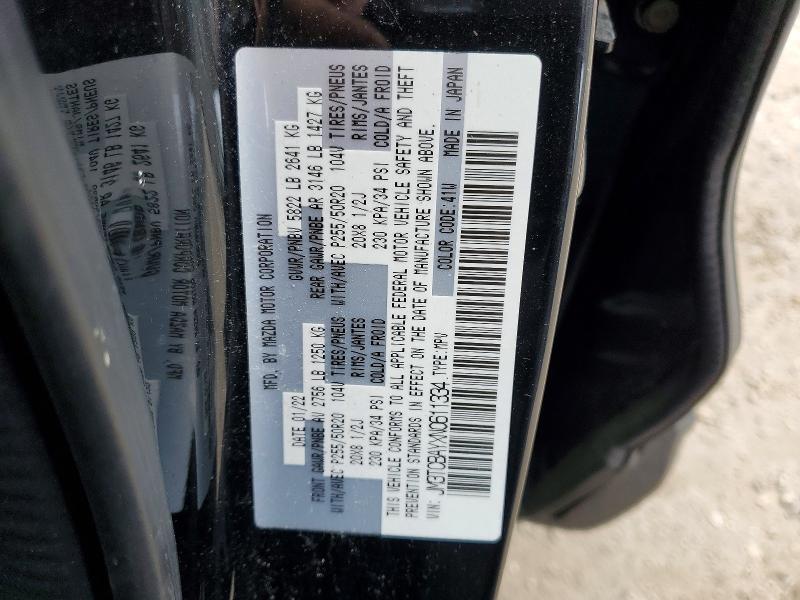 MFD. BY MAZDA MOTOR CORPORATION
DATE 01/22 GVWR/PNBV 5822 LB 2641 KG
FRONT GAWR/PNBE AV 2756 LB 1250 KG REAR GAWR/PNBE AR 3146 LB 1427 KG
WITH/AVEC P255/50R20 104V TIRES/PNEUS WITH/AVEC P255/50R20 104V TIRES/PNEUS
20X8 1/2J RIMS/JANTES 20X8 1/2J RIMS/JANTES
230 KPA/34 PSI COLD/A FROID 230 KPA/34 PSI COLD/A FROID
THIS VEHICLE CONFORMS TO ALL APPLICABLE FEDERAL MOTOR VEHICLE SAFETY AND THEFT
PREVENTION STANDARDS IN EFFECT ON THE DATE OF MANUFACTURE SHOWN ABOVE.
VIN: JM3TCBAYXN0611334 TYPE:MPV COLOR CODE:41W MADE IN JAPAN